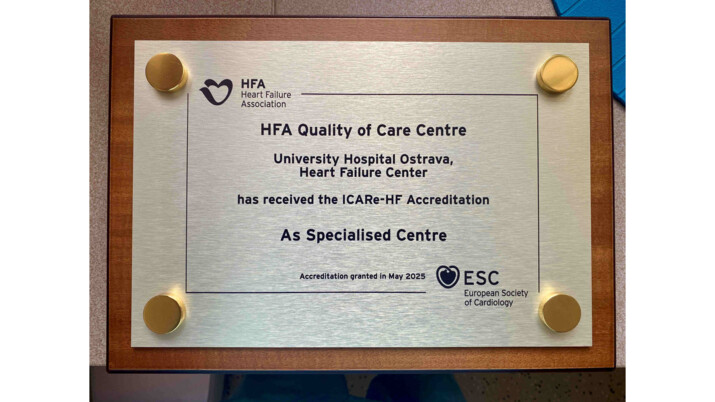 HFA
Heart Failure
Association
HFA Quality of Care Centre
University Hospital Ostrava,
Heart Failure Center
has received the ICARe-HF Accreditation
As Specialised Centre
Accreditation granted in May 2025
ESC
European Society
of Cardiology